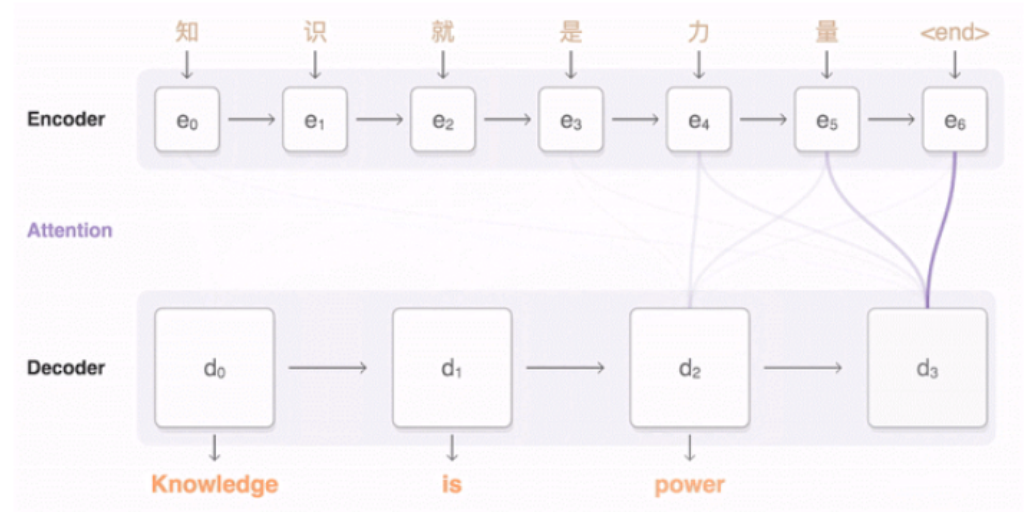 知 识 就 是 力 量 <end>
Encoder e₀ e₁ e₂ e₃ e₄ e₅ e₆
Attention
Decoder d₀ d₁ d₂ d₃
Knowledge is power